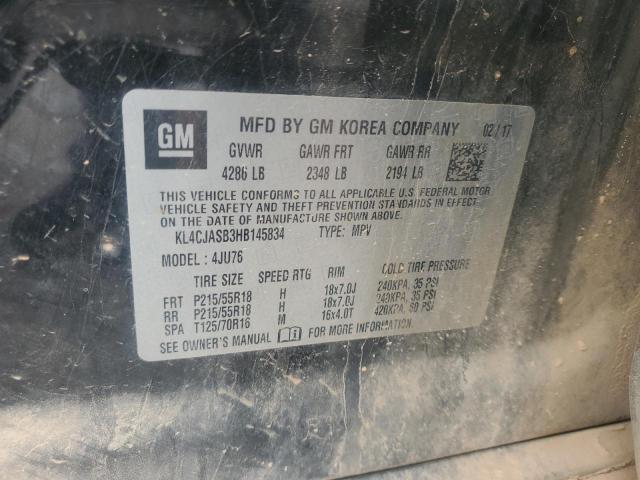 GM
MFD BY GM KOREA COMPANY 02/17
GVWR GAWR FRT GAWR RR
4286 LB 2348 LB 2194 LB
THIS VEHICLE CONFORMS TO ALL APPLICABLE U.S. FEDERAL MOTOR
VEHICLE SAFETY AND THEFT PREVENTION STANDARDS IN EFFECT
ON THE DATE OF MANUFACTURE SHOWN ABOVE.
KL4CJASB3HB145834 TYPE: MPV
MODEL: 4JU76
TIRE SIZE SPEED RTG RIM COLD TIRE PRESSURE
FRT P215/55R18 H 18x7.0J 240KPA, 35 PSI
RR P215/55R18 H 18x7.0J 240KPA, 35 PSI
SPA T125/70R16 M 16x4.0T 420KPA, 60 PSI
SEE OWNER'S MANUAL FOR MORE INFORMATION.